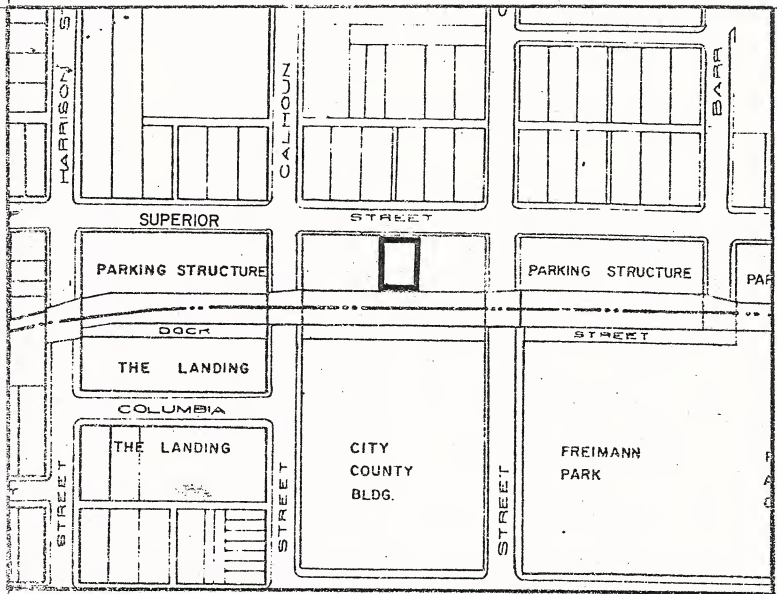 HARRISON
CALHOUN
BARR
SUPERIOR
STREET
PARKING STRUCTURE
PARKING STRUCTURE
DOCK
STREET
THE LANDING
COLUMBIA
THE LANDING
CITY
COUNTY
BLDG.
FREIMANN
PARK
STREET
STREET
STREET